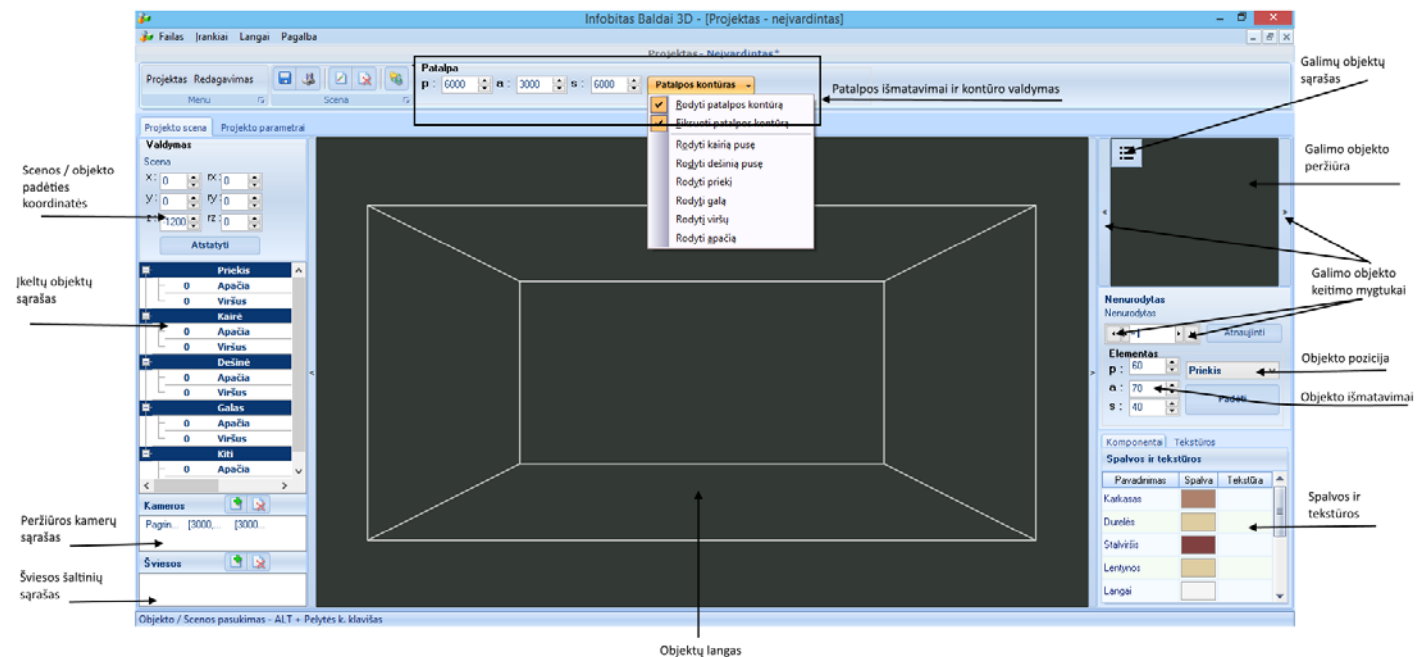 Infobitas Baldai 3D - [Projektas - neįvardintas]
Failas Įrankiai Langai Pagalba
Projektas - Neįvardintas*
Projektas Redagavimas
Menu
Scena
Patalpa
p : 6000 a : 3000 s : 6000
Patalpos kontūras
Rodyti patalpos kontūrą
Fiksuoti patalpos kontūrą
Rodyti kairią pusę
Rodyti dešinią pusę
Rodyti priekį
Rodyti galą
Rodyti viršų
Rodyti apačią
Patalpos išmatavimai ir kontūro valdymas
Projekto scena Projekto parametrai
Valdymas
Scena
x : 0 rx : 0
y : 0 ry : 0
z : -1200 rz : 0
Atstatyti
Priekis
0 Apačia
0 Viršus
Kairė
0 Apačia
0 Viršus
Dešinė
0 Apačia
0 Viršus
Galas
0 Apačia
0 Viršus
Kiti
0 Apačia
Kameros
Pagrin... [3000,... [3000...
Šviesos
Objekto / Scenos pasukimas - ALT + Pelytės k. klavišas
Scenos / objekto
padėties
koordinatės
Įkeltų objektų
sąrašas
Peržiūros kamerų
sąrašas
Šviesos šaltinių
sąrašas
Objektų langas
Nenurodytas
Nenurodytas
-1
Atnaujinti
Elementas
p : 60
Priekis
a : 70
Padėti
s : 40
Komponentai Tekstūros
Spalvos ir tekstūros
Pavadinimas Spalva Tekstūra
Karkasas
Durelės
Stalviršis
Lentynos
Langai
Galimų objektų
sąrašas
Galimo objekto
peržiūra
Galimo objekto
keitimo mygtukai
Objekto pozicija
Objekto išmatavimai
Spalvos ir
tekstūros